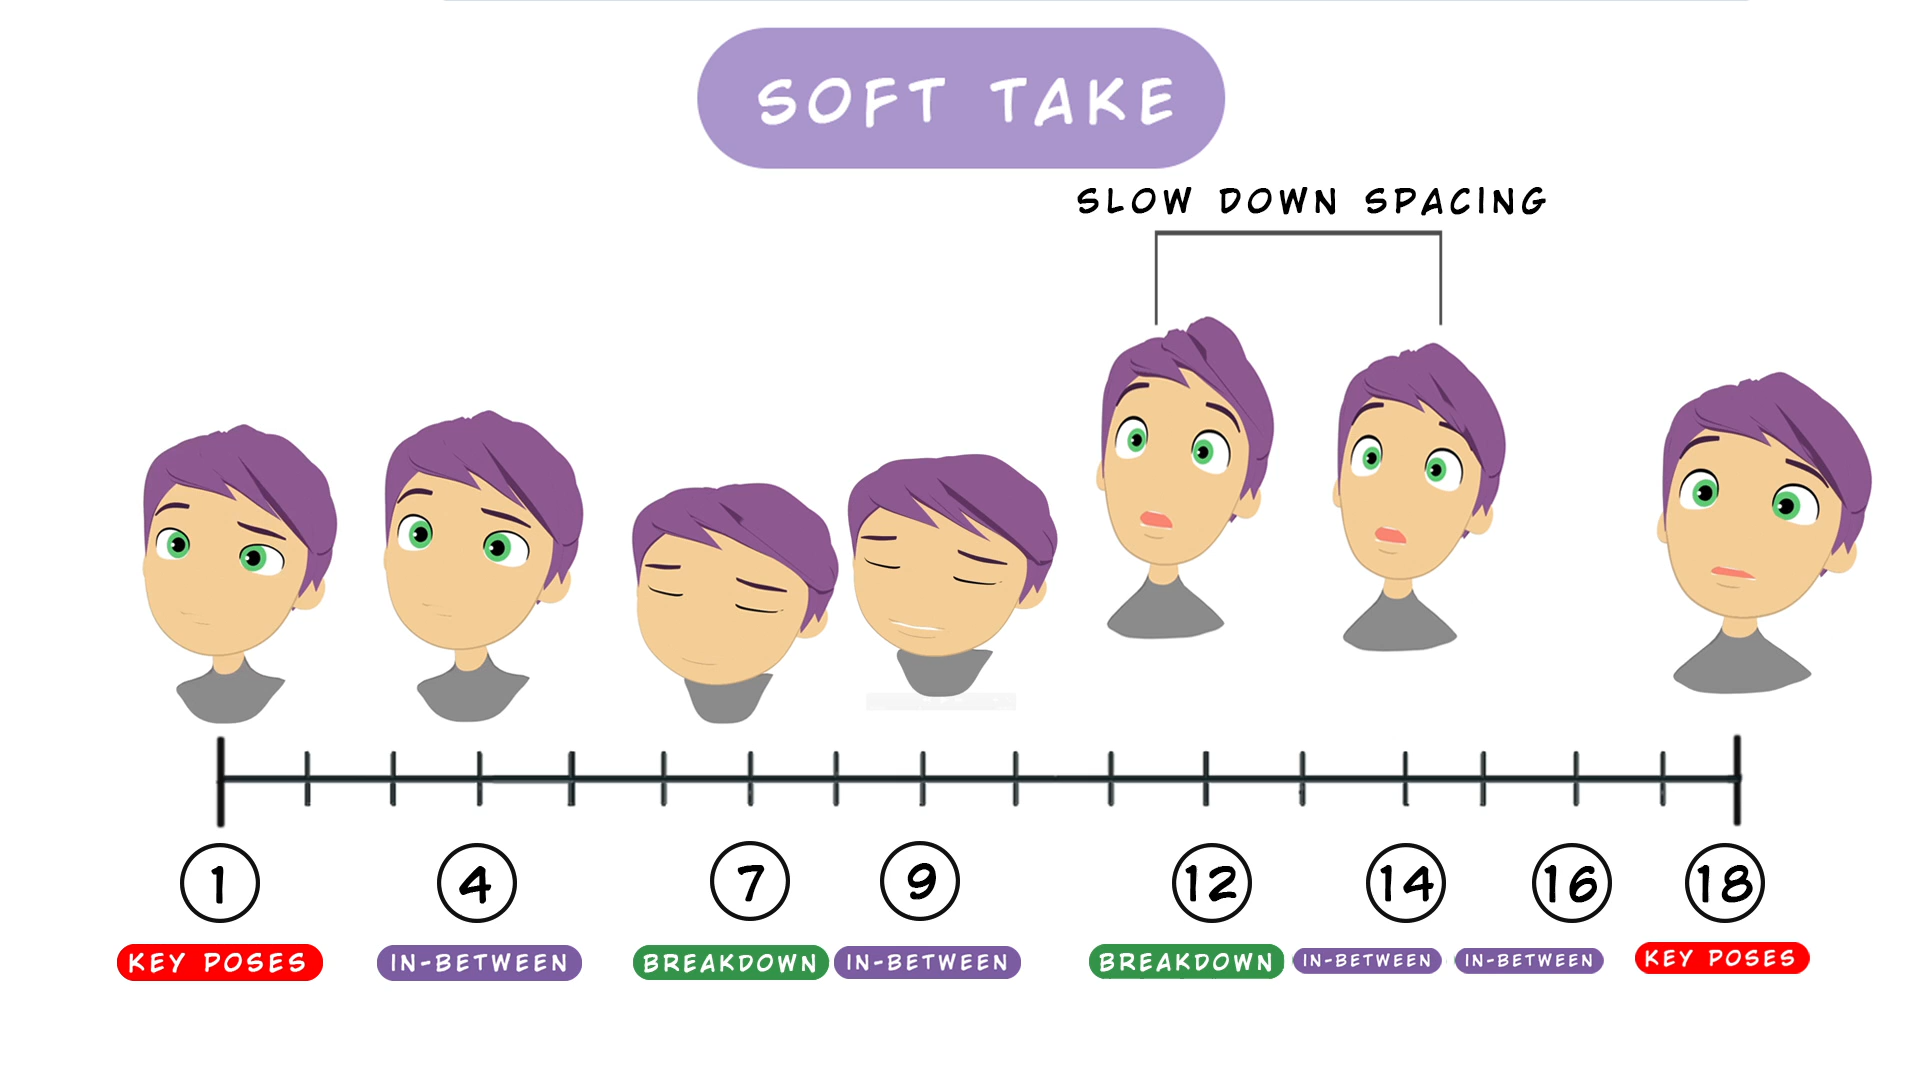 SOFT TAKE
SLOW DOWN SPACING
1 4 7 9 12 14 16 18
KEY POSES IN-BETWEEN BREAKDOWN IN-BETWEEN BREAKDOWN IN-BETWEEN IN-BETWEEN KEY POSES